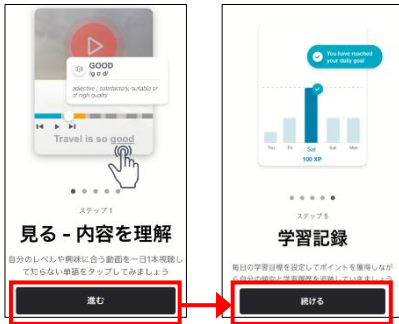 GOOD
/g ʊ d/
adjective : satisfactory, suitable or
of high quality
Travel is so good
ステップ1
見る - 内容を理解
自分のレベルや興味に合う動画を一日1本視聴し
て知らない単語をタップしてみましょう
進む
You have reached
your daily goal
Thu Fri Sat Sun Mon
100 XP
ステップ5
学習記録
毎日の学習目標を設定してポイントを獲得しなが
ら自分の傾向と学習履歴を追跡していきましょう
続ける